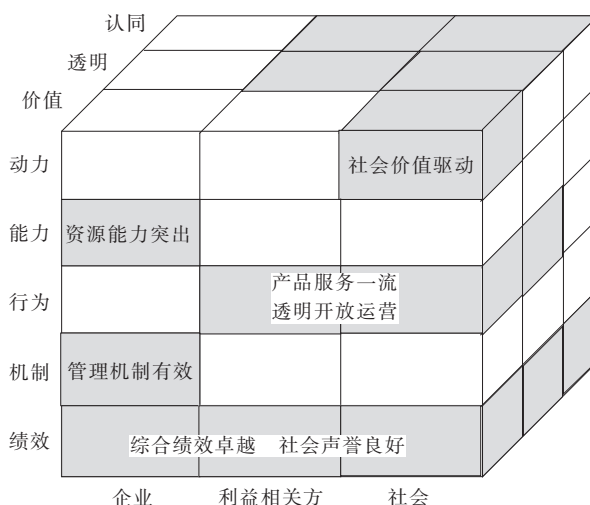 认同
透明
价值
动力
社会价值驱动
能力
资源能力突出
产品服务一流
行为
透明开放运营
机制
管理机制有效
绩效
综合绩效卓越 社会声誉良好
企业 利益相关方 社会